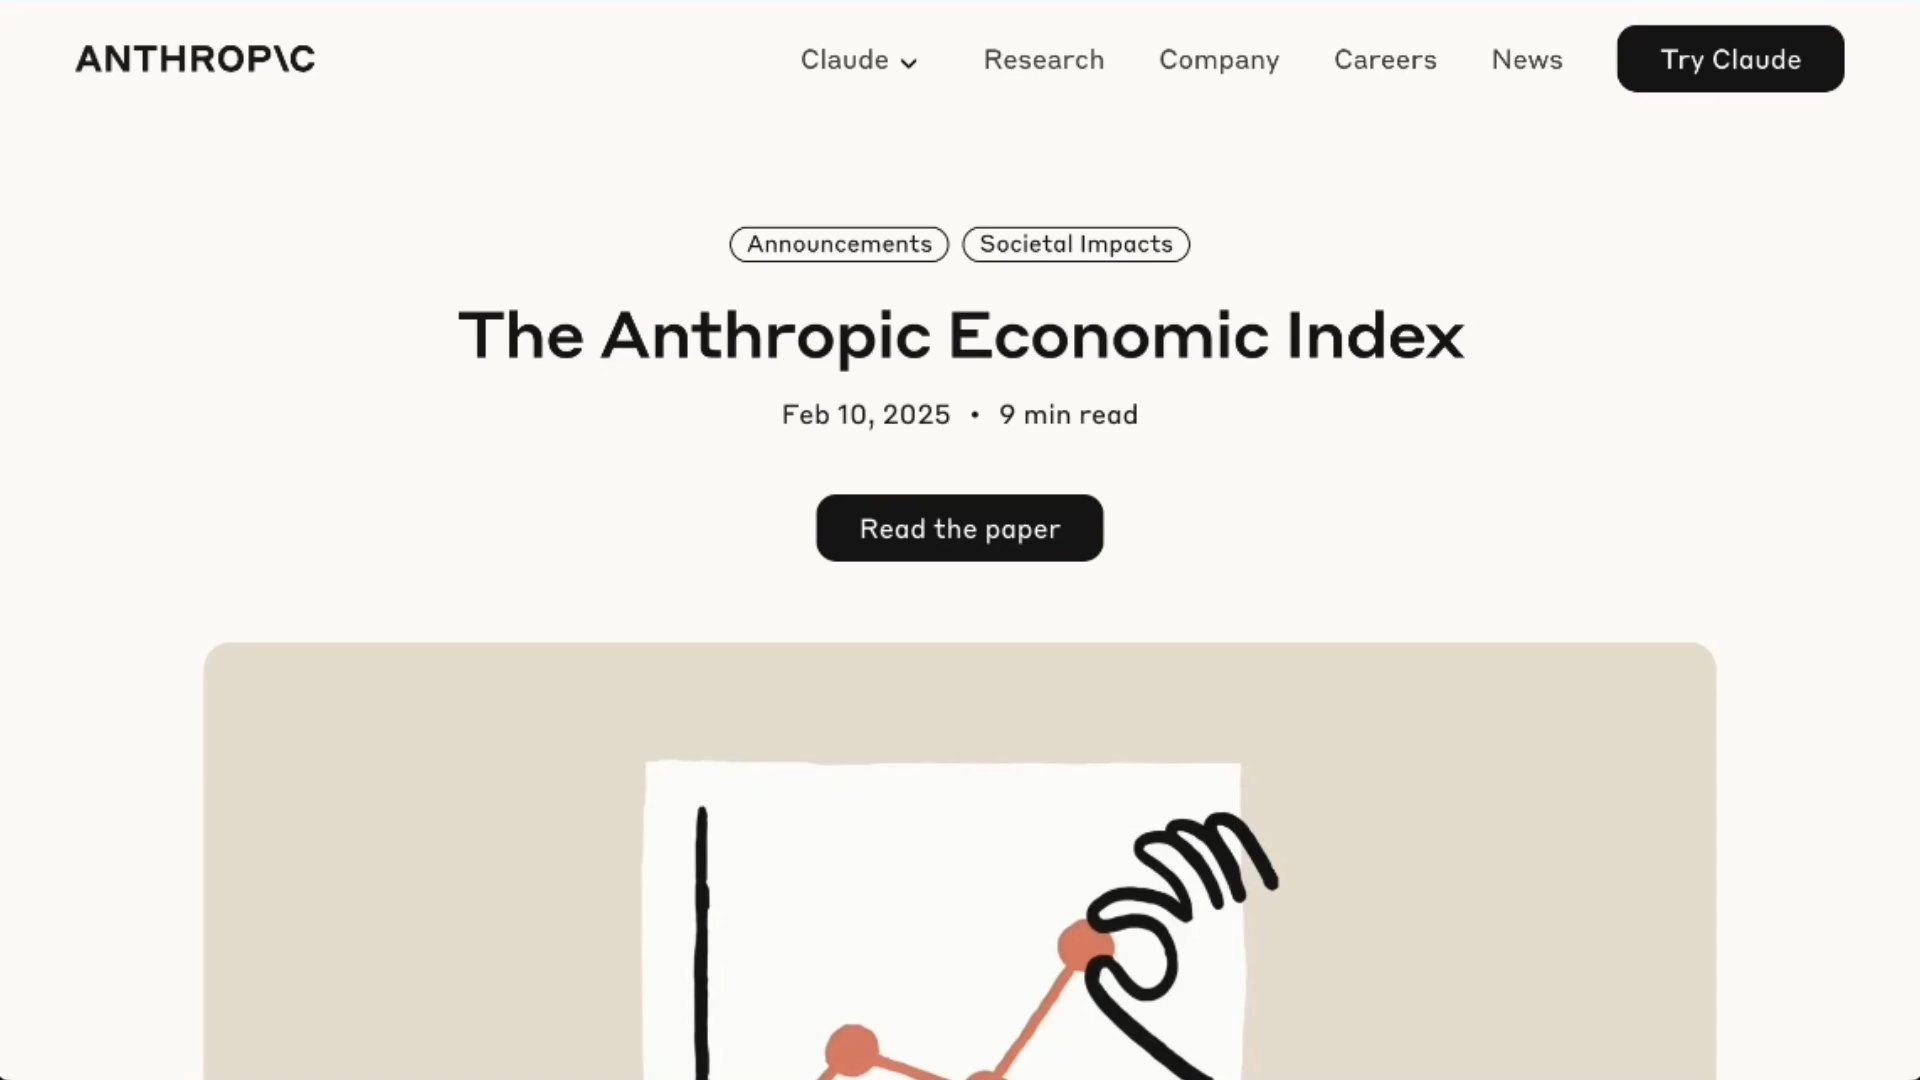 ANTHROP\C
Claude
Research
Company
Careers
News
Try Claude
Announcements
Societal Impacts
The Anthropic Economic Index
Feb 10, 2025 • 9 min read
Read the paper